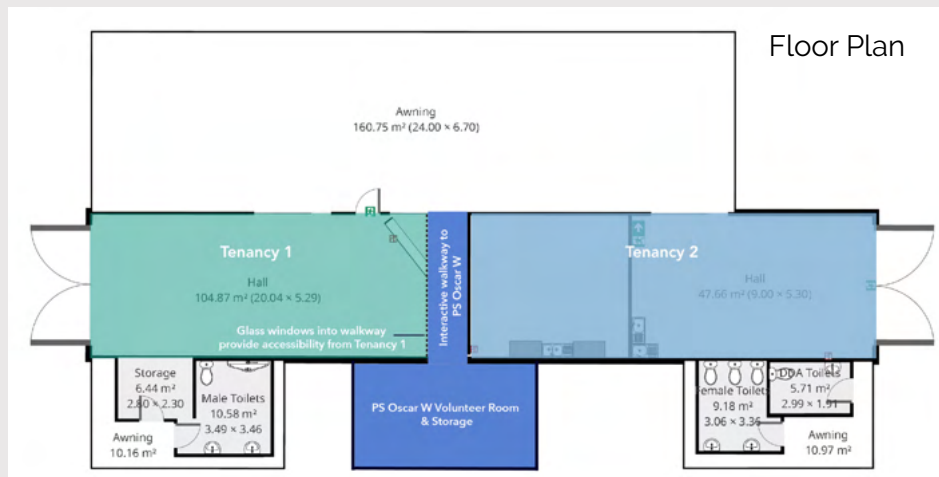 Floor Plan
Awning
160.75 m² (24.00 × 6.70)
Tenancy 1
Hall
104.87 m² (20.04 × 5.29)
Glass windows into walkway
provide accessibility from Tenancy 1
Interactive walkway to
PS Oscar W
Tenancy 2
Hall
47.66 m² (9.00 × 5.30)
Storage
6.44 m²
2.80 × 2.30
Male Toilets
10.58 m²
3.49 × 3.46
Awning
10.16 m²
PS Oscar W Volunteer Room
& Storage
Female Toilets
9.18 m²
3.06 × 3.36
DDA Toilets
5.71 m²
2.99 × 1.91
Awning
10.97 m²